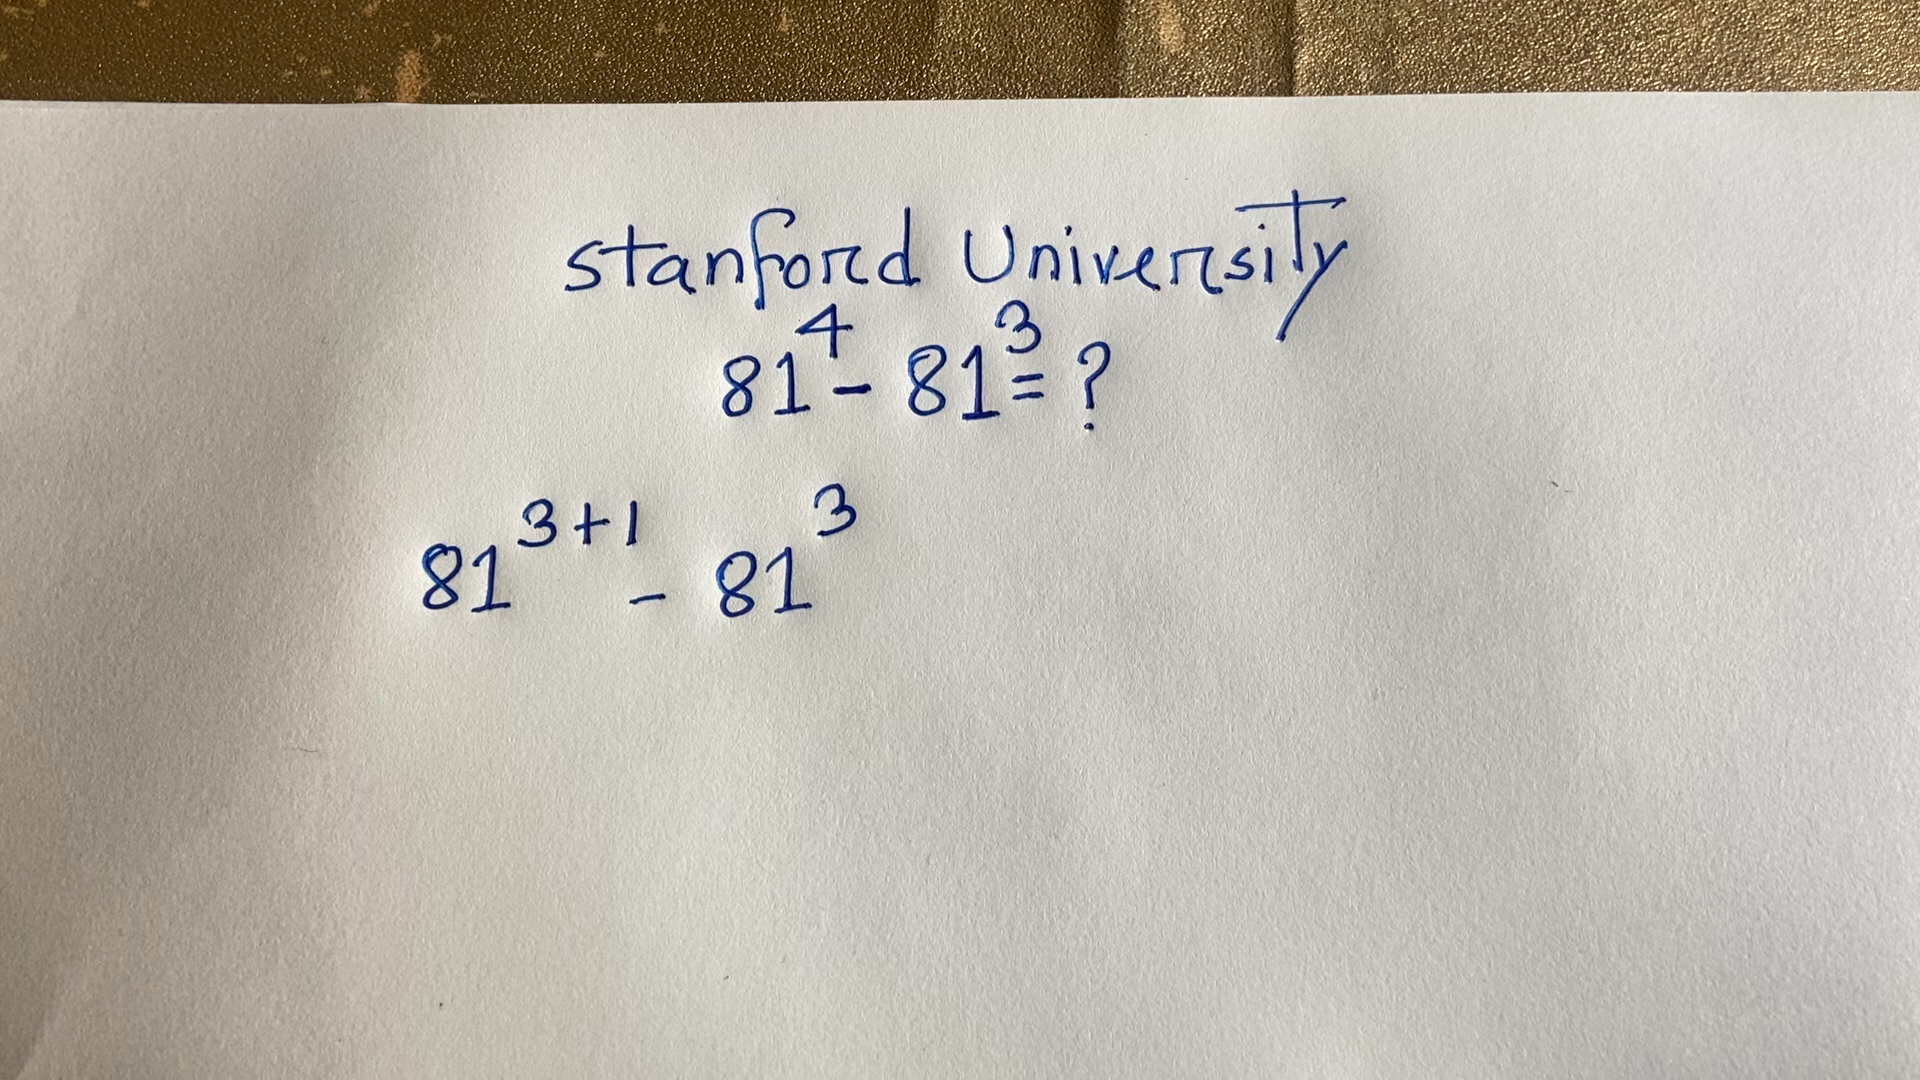 Stanford University
81⁴ - 81³ = ?
81³⁺¹ - 81³